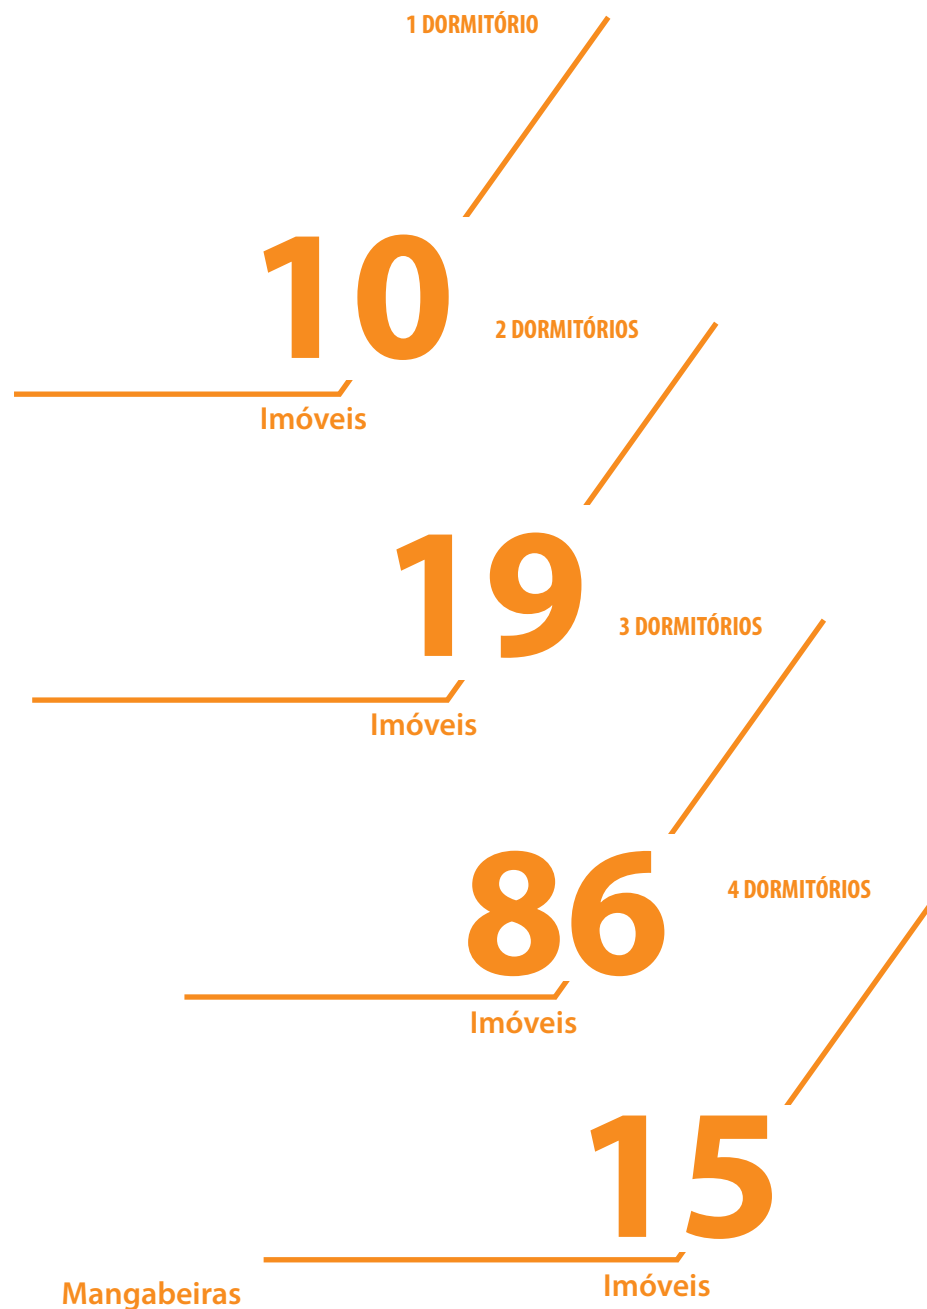 1 DORMITÓRIO
10
Imóveis
2 DORMITÓRIOS
19
Imóveis
3 DORMITÓRIOS
86
Imóveis
4 DORMITÓRIOS
15
Imóveis
Mangabeiras